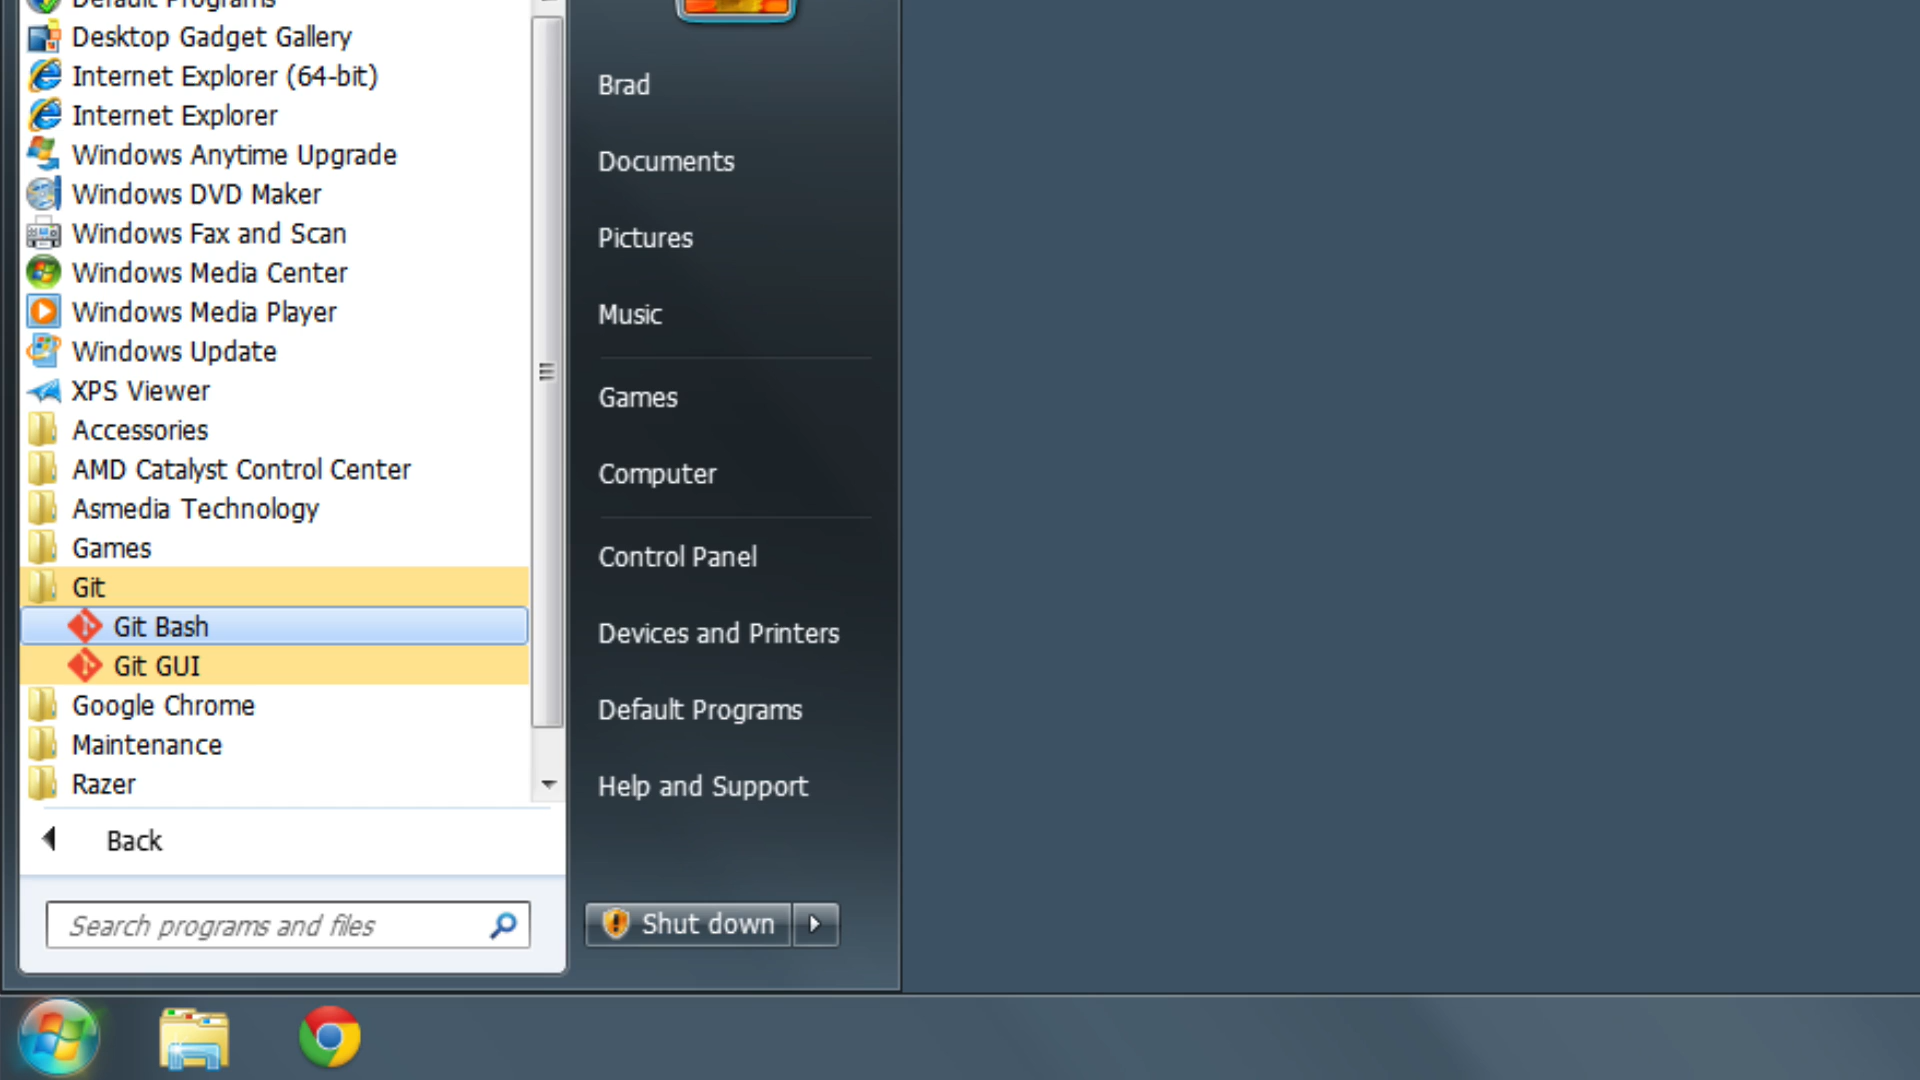 Default Programs
Desktop Gadget Gallery
Internet Explorer (64-bit)
Internet Explorer
Windows Anytime Upgrade
Windows DVD Maker
Windows Fax and Scan
Windows Media Center
Windows Media Player
Windows Update
XPS Viewer
Accessories
AMD Catalyst Control Center
Asmedia Technology
Games
Git
Git Bash
Git GUI
Google Chrome
Maintenance
Razer
Back
Search programs and files
Brad
Documents
Pictures
Music
Games
Computer
Control Panel
Devices and Printers
Default Programs
Help and Support
Shut down